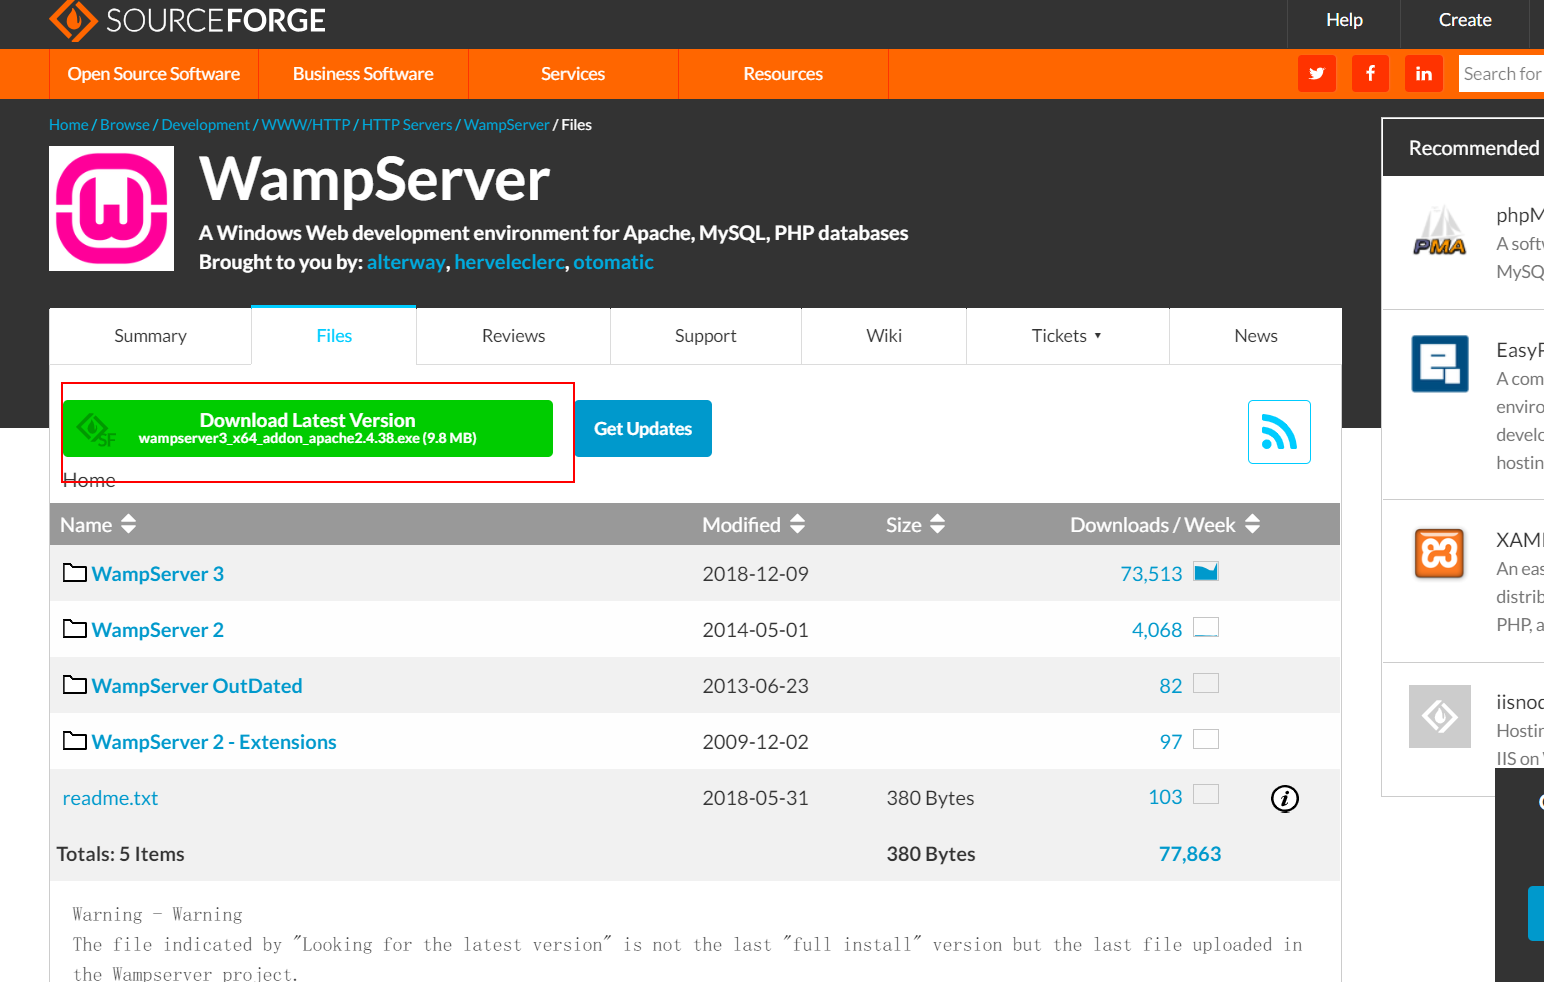 SOURCEFORGE
Help
Create
Open Source Software
Business Software
Services
Resources
Search for
Home / Browse / Development / WWW/HTTP / HTTP Servers / WampServer / Files
WampServer
A Windows Web development environment for Apache, MySQL, PHP databases
Brought to you by: alterway, herveleclerc, otomatic
Summary
Files
Reviews
Support
Wiki
Tickets
News
SF
Download Latest Version
wampserver3_x64_addon_apache2.4.38.exe (9.8 MB)
Get Updates
Home
Name
Modified
Size
Downloads / Week
WampServer 3
2018-12-09
73,513
WampServer 2
2014-05-01
4,068
WampServer OutDated
2013-06-23
82
WampServer 2 - Extensions
2009-12-02
97
readme.txt
2018-05-31
380 Bytes
103
Totals: 5 Items
380 Bytes
77,863
Warning - Warning
The file indicated by "Looking for the latest version" is not the last "full install" version but the last file uploaded in
the Wampserver project.
Recommended
PMA
phpM
A soft
MySQ
EasyP
A com
enviro
develo
hostin
XAM
An eas
distrib
PHP, a
iisnod
Hostin
IIS on